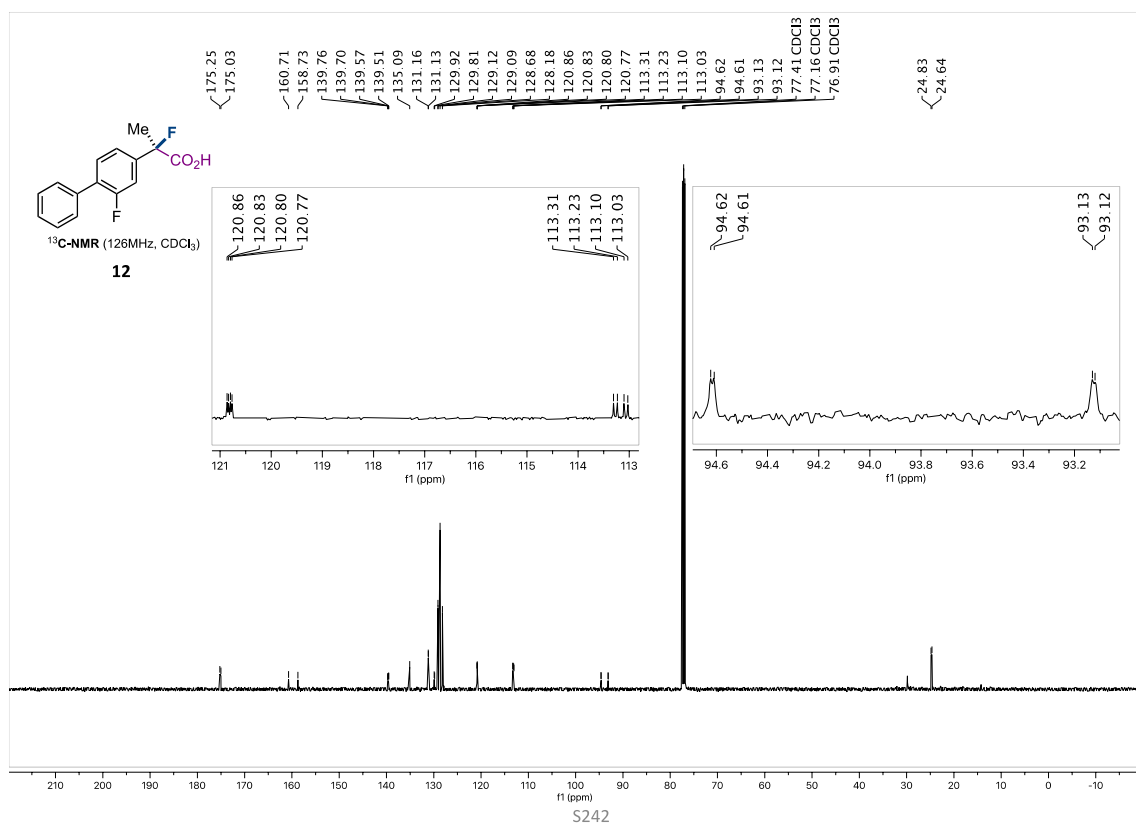 175.25
175.03
160.71
158.73
139.76
139.70
139.57
139.51
135.09
131.16
131.13
129.92
129.81
129.12
129.09
128.68
128.18
120.86
120.83
120.80
120.77
113.31
113.23
113.10
113.03
94.62
94.61
93.13
93.12
77.41 CDCl3
77.16 CDCl3
76.91 CDCl3
24.83
24.64
Me
F
CO2H
F
13C-NMR (126MHz, CDCl3)
12
120.86
120.83
120.80
120.77
113.31
113.23
113.10
113.03
121 120 119 118 117 116 115 114 113
f1 (ppm)
94.62
94.61
93.13
93.12
94.6 94.4 94.2 94.0 93.8 93.6 93.4 93.2
f1 (ppm)
210 200 190 180 170 160 150 140 130 120 110 100 90 80 70 60 50 40 30 20 10 0 -10
f1 (ppm)
S242